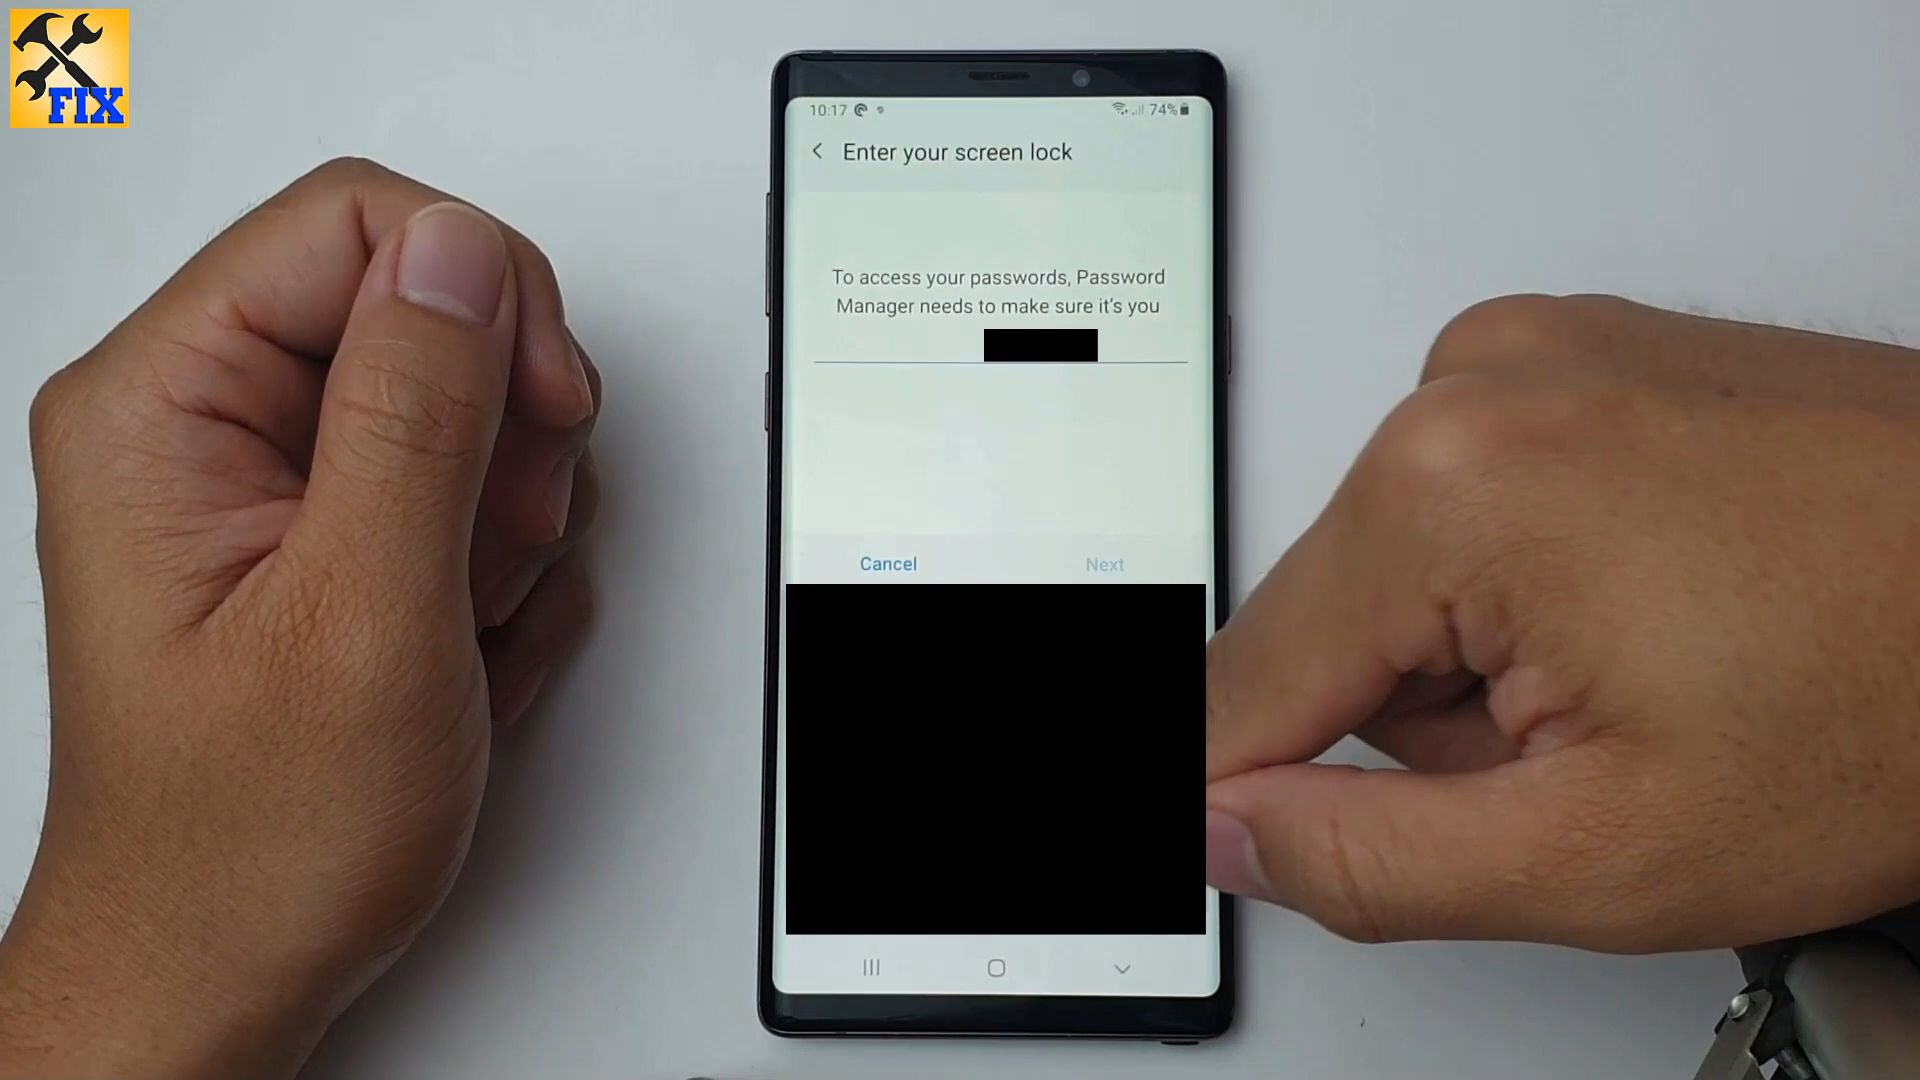 FIX
10:17
74%
Enter your screen lock
To access your passwords, Password
Manager needs to make sure it's you
Cancel
Next